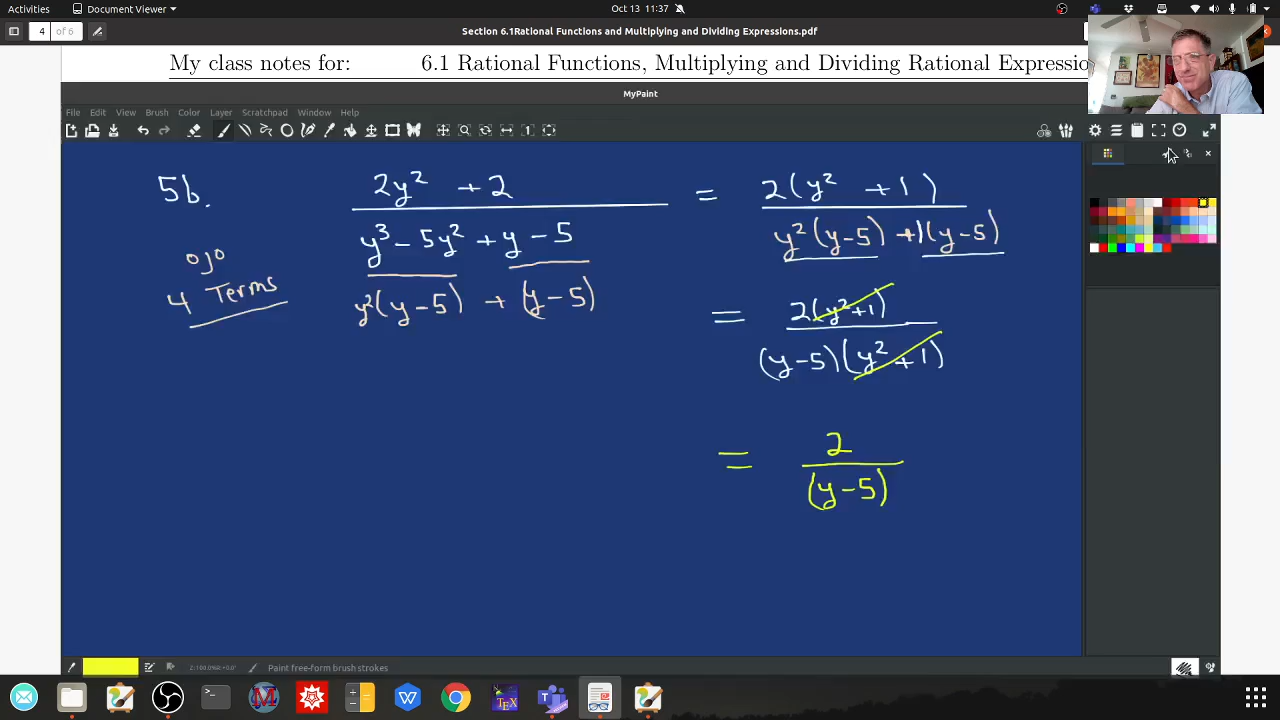 Activities Document Viewer Oct 13 11:37
4 of 6 Section 6.1Rational Functions and Multiplying and Dividing Expressions.pdf
My class notes for: 6.1 Rational Functions, Multiplying and Dividing Rational Expressio
MyPaint
File Edit View Brush Color Layer Scratchpad Window Help
5b. 2y² + 2 = 2(y² + 1)
y³ - 5y² + y - 5 y²(y-5) + 1(y-5)
ojo
4 Terms y²(y-5) + (y-5)
= 2(y²+1)
(y-5)(y²+1)
= 2
(y-5)
Paint free-form brush strokes